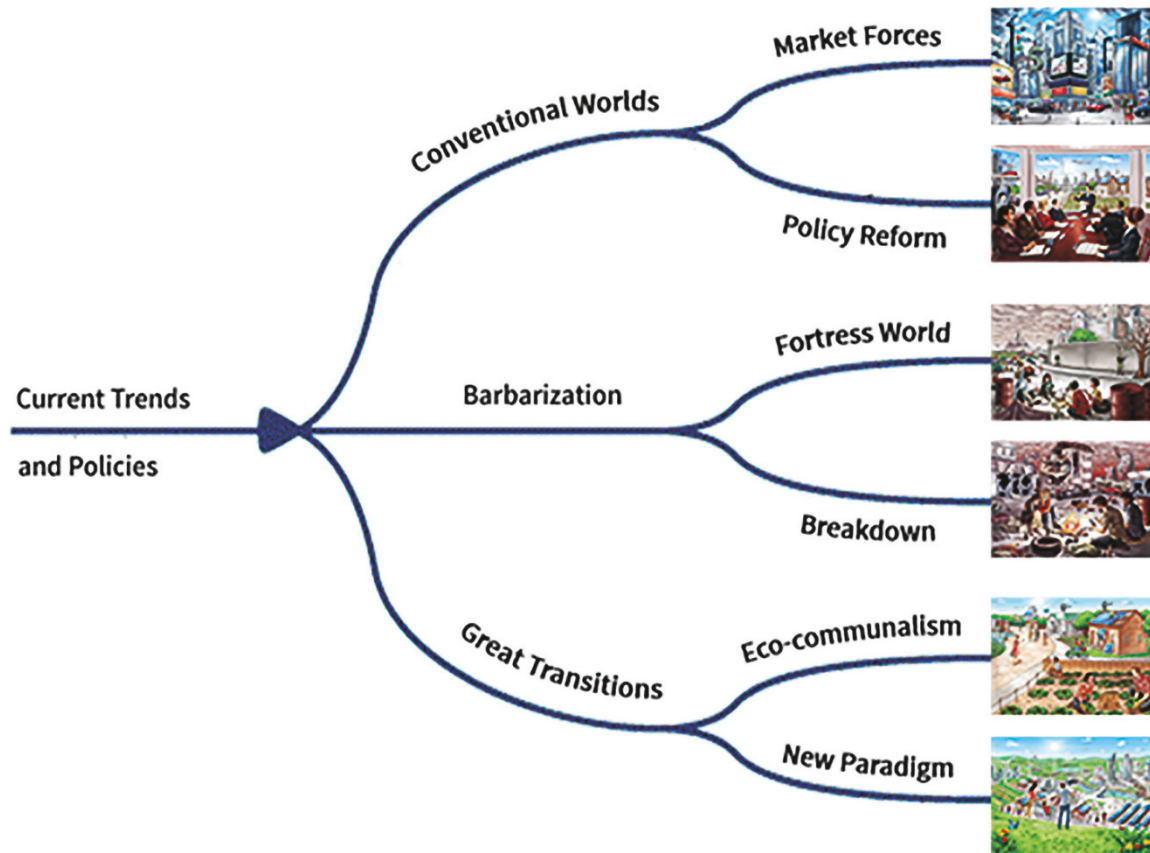 Market Forces
Conventional Worlds
Policy Reform
Fortress World
Current Trends
and Policies
Barbarization
Breakdown
Great Transitions
Eco-communalism
New Paradigm